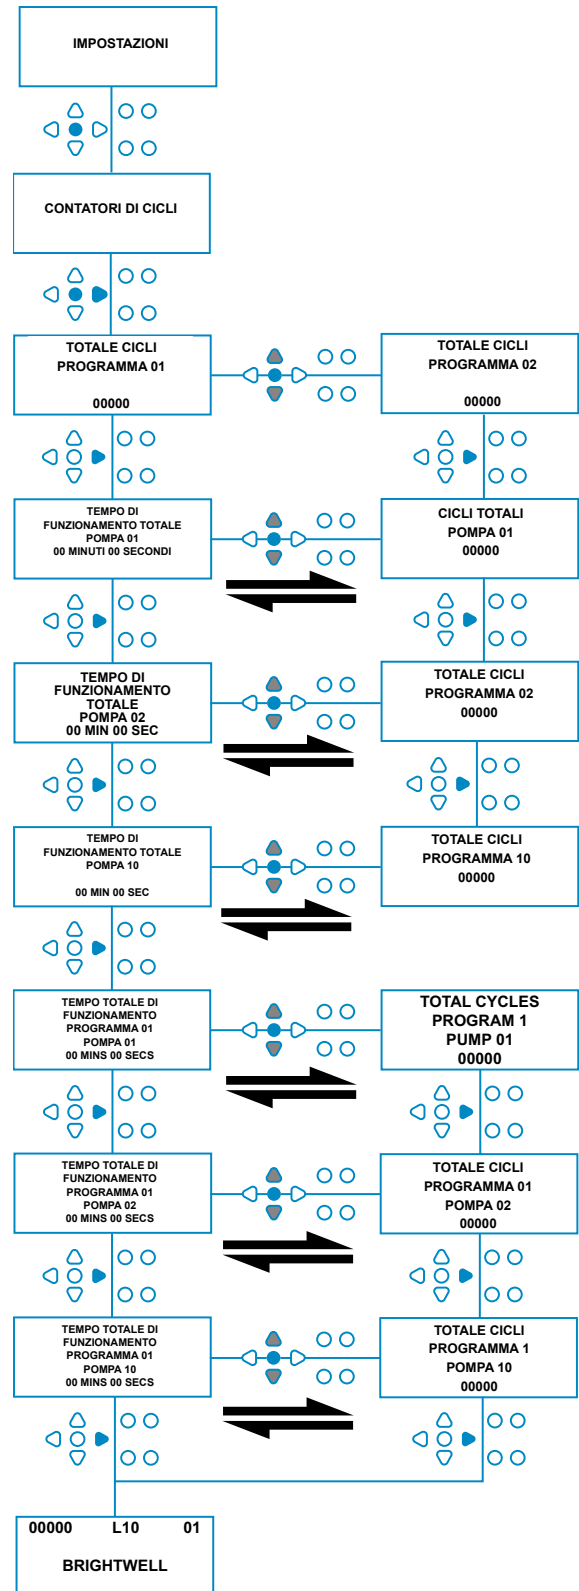 IMPOSTAZIONI
CONTATORI DI CICLI
TOTALE CICLI
PROGRAMMA 01
00000
TOTALE CICLI
PROGRAMMA 02
00000
TEMPO DI
FUNZIONAMENTO TOTALE
POMPA 01
00 MINUTI 00 SECONDI
CICLI TOTALI
POMPA 01
00000
TEMPO DI
FUNZIONAMENTO
TOTALE
POMPA 02
00 MIN 00 SEC
TOTALE CICLI
PROGRAMMA 02
00000
TEMPO DI
FUNZIONAMENTO TOTALE
POMPA 10
00 MIN 00 SEC
TOTALE CICLI
PROGRAMMA 10
00000
TEMPO TOTALE DI
FUNZIONAMENTO
PROGRAMMA 01
POMPA 01
00 MINS 00 SECS
TOTAL CYCLES
PROGRAM 1
PUMP 01
00000
TEMPO TOTALE DI
FUNZIONAMENTO
PROGRAMMA 01
POMPA 02
00 MINS 00 SECS
TOTALE CICLI
PROGRAMMA 01
POMPA 02
00000
TEMPO TOTALE DI
FUNZIONAMENTO
PROGRAMMA 01
POMPA 10
00 MINS 00 SECS
TOTALE CICLI
PROGRAMMA 1
POMPA 10
00000
00000 L10 01
BRIGHTWELL